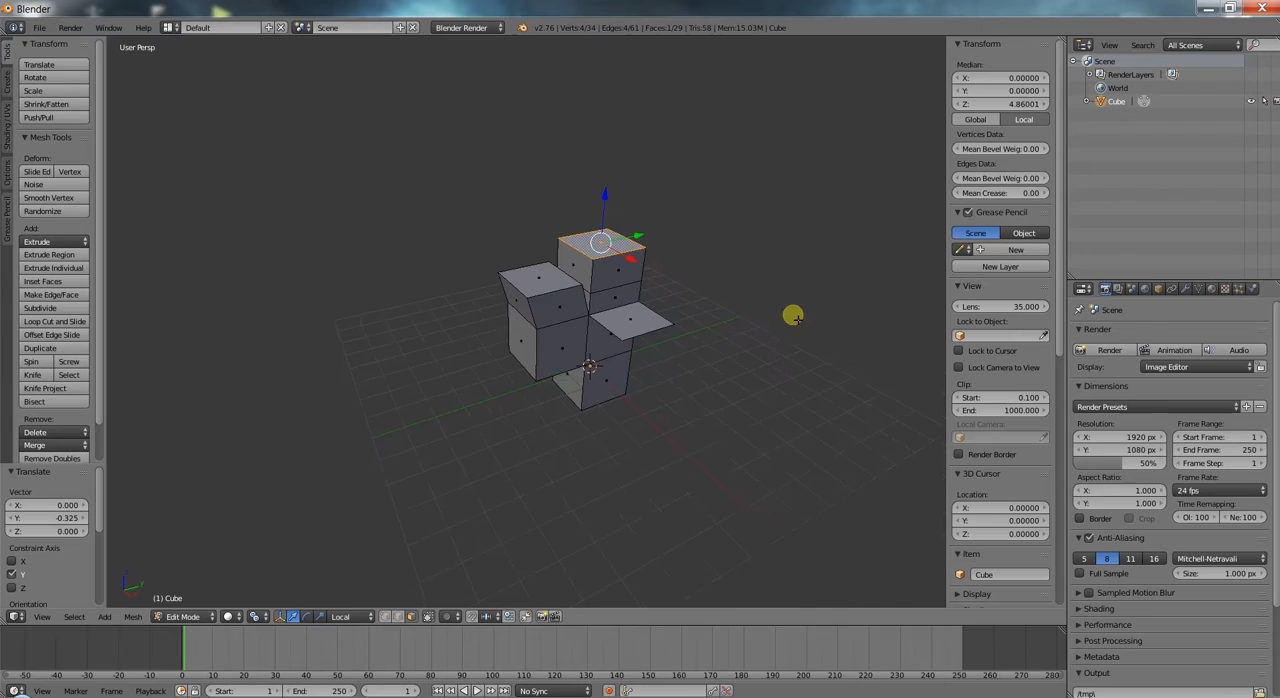 Blender
File Render Window Help Default Scene Blender Render v2.76 | Verts:4/34 | Edges:4/61 | Faces:1/29 | Tris:58 | Mem:15.03M | Cube
Tools
Create
Shading / UVs
Options
Grease Pencil
Transform
Translate
Rotate
Scale
Shrink/Fatten
Push/Pull
Mesh Tools
Deform:
Slide Ed Vertex
Noise
Smooth Vertex
Randomize
Add:
Extrude
Extrude Region
Extrude Individual
Inset Faces
Make Edge/Face
Subdivide
Loop Cut and Slide
Offset Edge Slide
Duplicate
Spin Screw
Knife Select
Knife Project
Bisect
Remove:
Delete
Merge
Remove Doubles
Translate
Vector
X: 0.000
Y: -0.325
Z: 0.000
Constraint Axis
X
Y
Z
Orientation
User Persp
(1) Cube
View Select Add Mesh Edit Mode Local
Transform
Median:
X: 0.00000
Y: 0.00000
Z: 4.86001
Global Local
Vertices Data:
Mean Bevel Weig: 0.00
Edges Data:
Mean Bevel Weig: 0.00
Mean Crease: 0.00
Grease Pencil
Scene Object
New
New Layer
View
Lens: 35.000
Lock to Object:
Lock to Cursor
Lock Camera to View
Clip:
Start: 0.100
End: 1000.000
Local Camera:
Render Border
3D Cursor
Location:
X: 0.00000
Y: 0.00000
Z: 0.00000
Item
Cube
Display
View Search All Scenes
Scene
RenderLayers
World
Cube
Scene
Render
Render Animation Audio
Display: Image Editor
Dimensions
Render Presets
Resolution: Frame Range:
X: 1920 px Start Frame: 1
Y: 1080 px End Frame: 250
50% Frame Step: 1
Aspect Ratio: Frame Rate:
X: 1.000 24 fps
Y: 1.000 Time Remapping:
Border Crop Ol: 100 Ne: 100
Anti-Aliasing
5 8 11 16 Mitchell-Netravali
Full Sample Size: 1.000 px
Sampled Motion Blur
Shading
Performance
Post Processing
Metadata
Output
/tmp\
-50 -40 -30 -20 -10 0 10 20 30 40 50 60 70 80 90 100 110 120 130 140 150 160 170 180 190 200 210 220 230 240 250 260 270 280
View Marker Frame Playback Start: 1 End: 250 1 No Sync